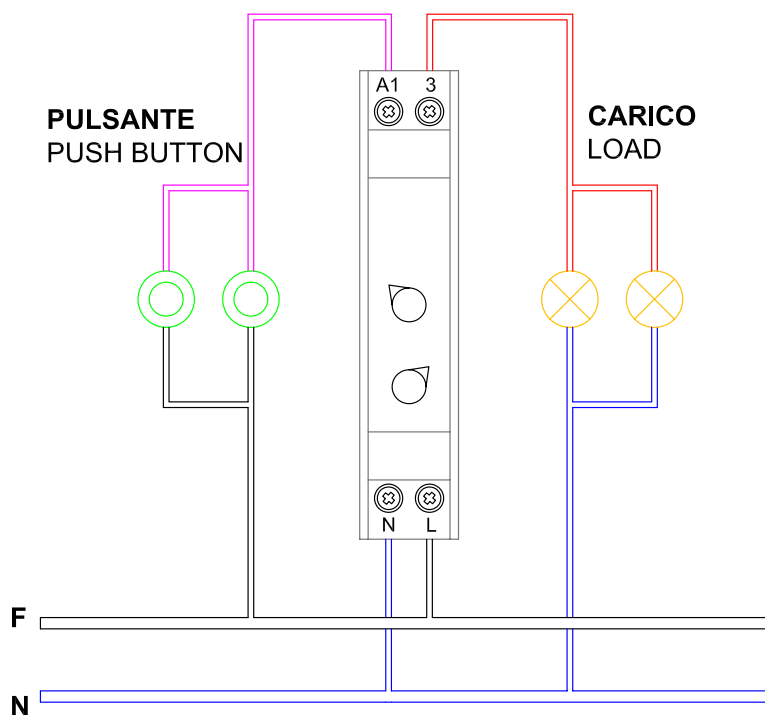 A1 3
PULSANTE
PUSH BUTTON
CARICO
LOAD
N L
F
N